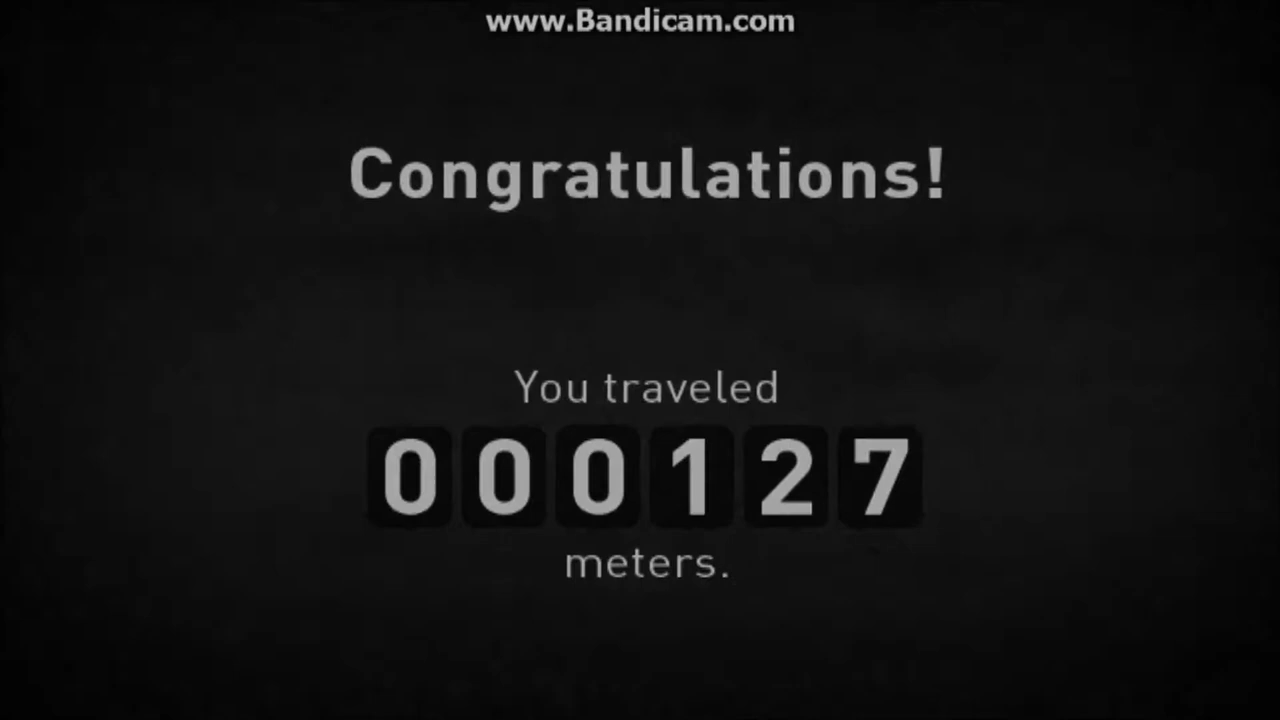 www.Bandicam.com
Congratulations!
You traveled
000127
meters.